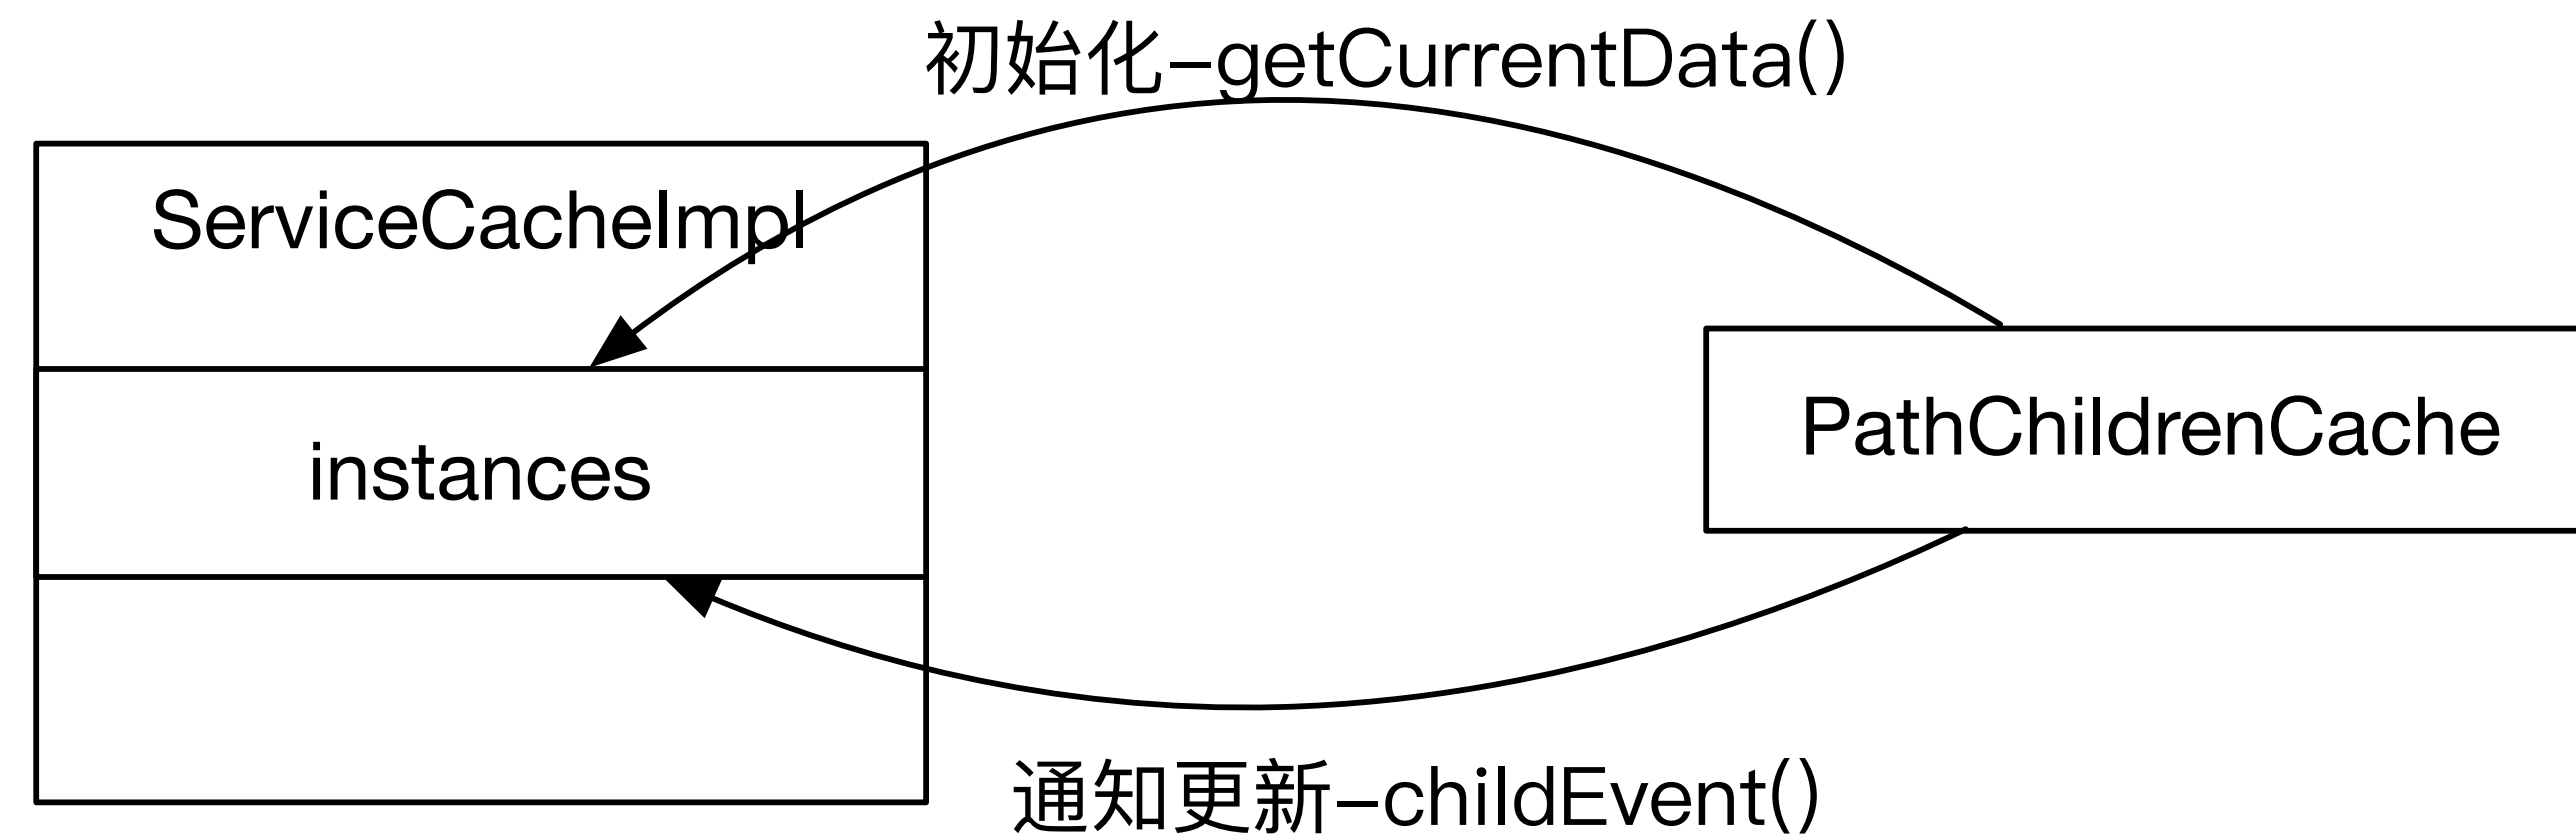 初始化-getCurrentData()
ServiceCacheImpl
PathChildrenCache
instances
通知更新-childEvent()